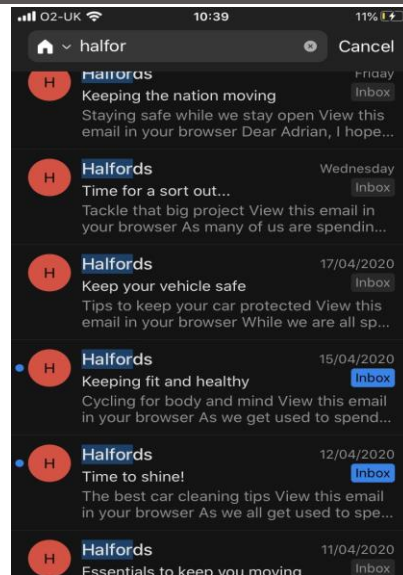 O2-UK 10:39 11%
halfor Cancel
H Halfords Friday
Keeping the nation moving Inbox
Staying safe while we stay open View this
email in your browser Dear Adrian, I hope...
H Halfords Wednesday
Time for a sort out... Inbox
Tackle that big project View this email in
your browser As many of us are spendin...
H Halfords 17/04/2020
Keep your vehicle safe Inbox
Tips to keep your car protected View this
email in your browser While we are all sp...
H Halfords 15/04/2020
Keeping fit and healthy Inbox
Cycling for body and mind View this email
in your browser As we get used to spend...
H Halfords 12/04/2020
Time to shine! Inbox
The best car cleaning tips View this email
in your browser As we all get used to spe...
H Halfords 11/04/2020
Essentials to keep you moving Inbox